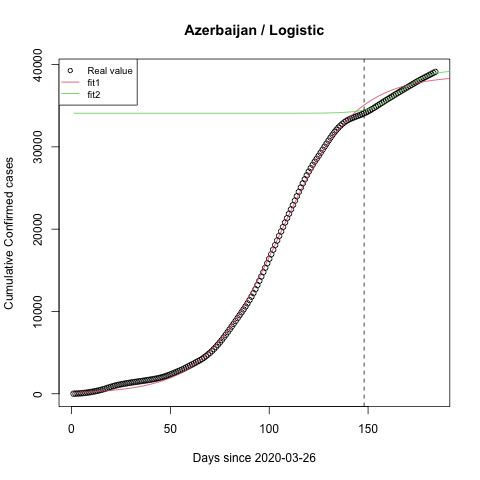 Azerbaijan / Logistic
Real value
fit1
fit2
Cumulative Confirmed cases
40000
30000
20000
10000
0
0 50 100 150
Days since 2020-03-26